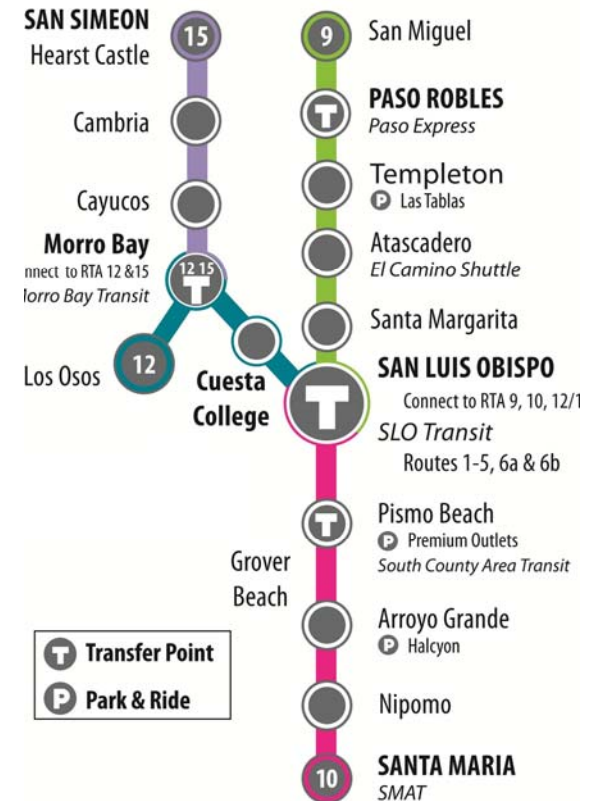 SAN SIMEON
15
Hearst Castle
Cambria
Cayucos
Morro Bay
nnect to RTA 12 &15
orro Bay Transit
12 15
T
Los Osos
12
Cuesta
College
9
San Miguel
T
PASO ROBLES
Paso Express
Templeton
P Las Tablas
Atascadero
El Camino Shuttle
Santa Margarita
T
SAN LUIS OBISPO
Connect to RTA 9, 10, 12/1
SLO Transit
Routes 1-5, 6a & 6b
T
Pismo Beach
P Premium Outlets
South County Area Transit
Grover
Beach
Arroyo Grande
P Halcyon
Nipomo
10
SANTA MARIA
SMAT
T Transfer Point
P Park & Ride